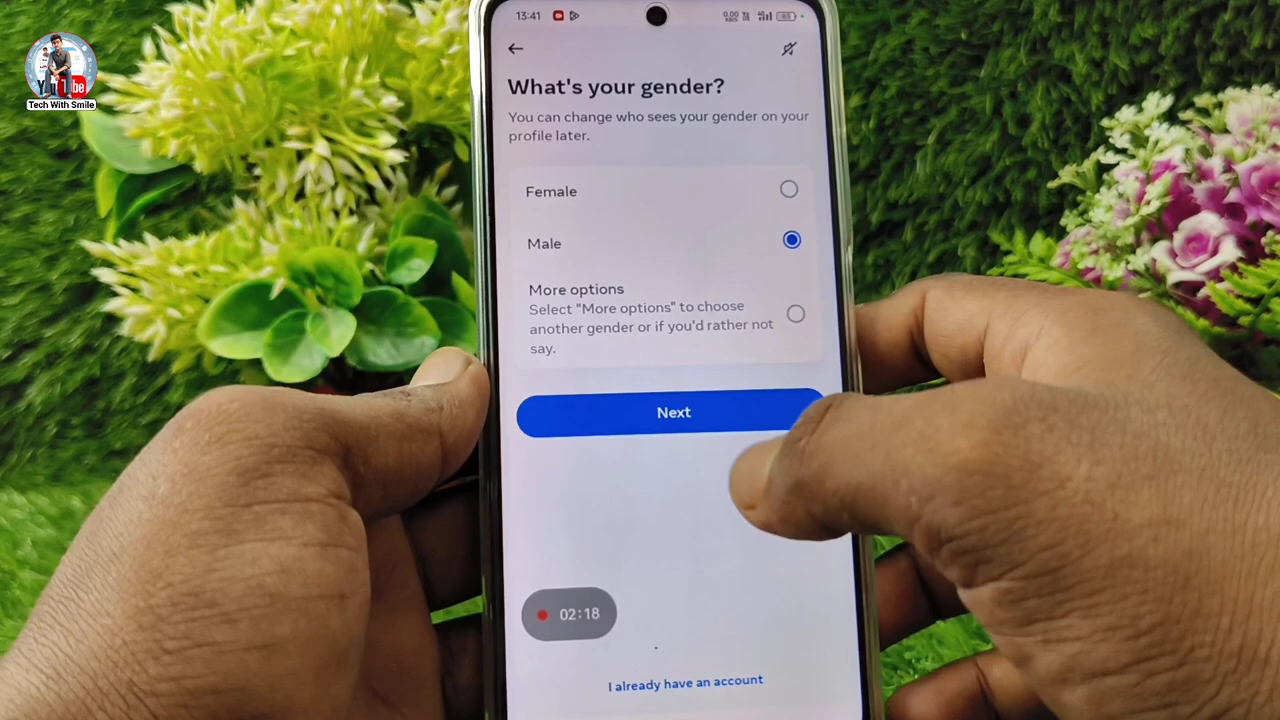 YouTube
Tech With Smile
13:41
What's your gender?
You can change who sees your gender on your
profile later.
Female
Male
More options
Select "More options" to choose
another gender or if you'd rather not
say.
Next
02:18
I already have an account